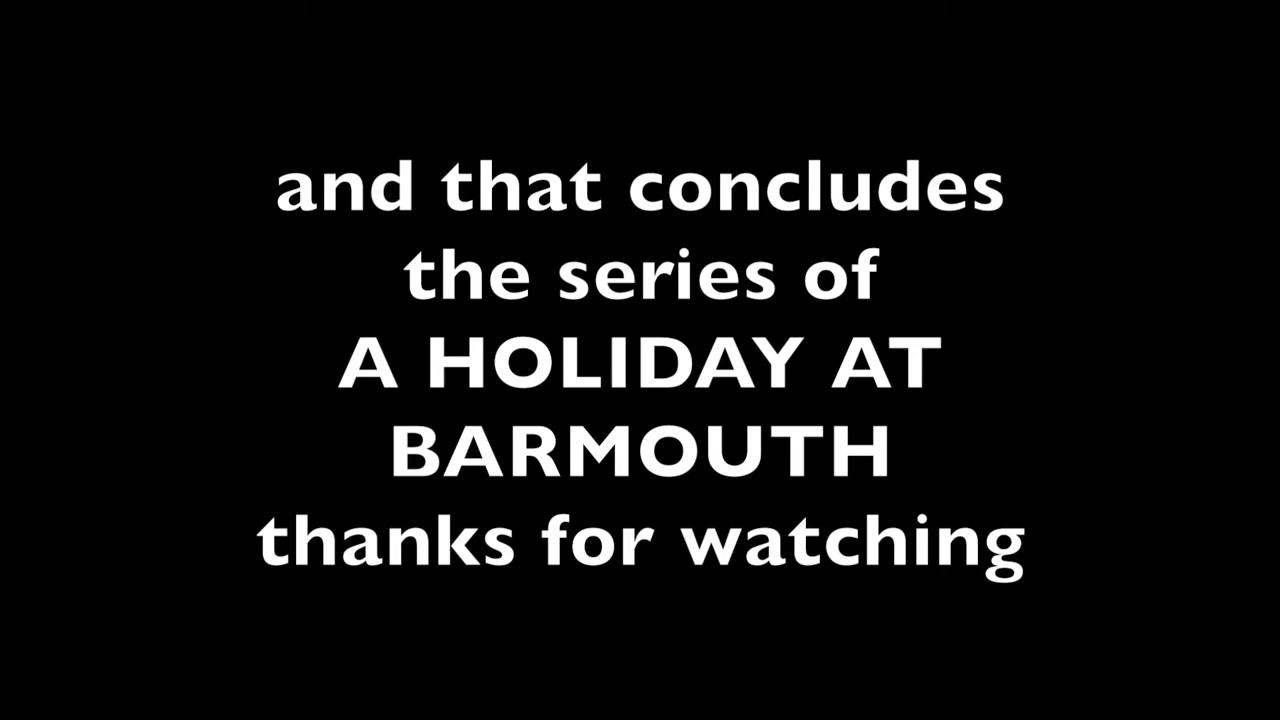 and that concludes
the series of
A HOLIDAY AT
BARMOUTH
thanks for watching